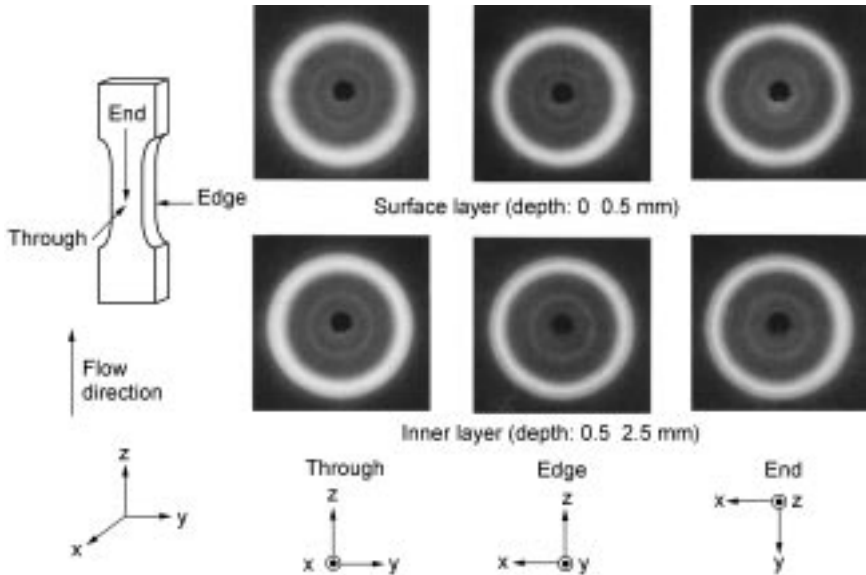 End
Edge
Through
Flow
direction
z
y
x
Surface layer (depth: 0 0.5 mm)
Inner layer (depth: 0.5 2.5 mm)
Through
Edge
End
z
x
y
z
x
y
x
z
y